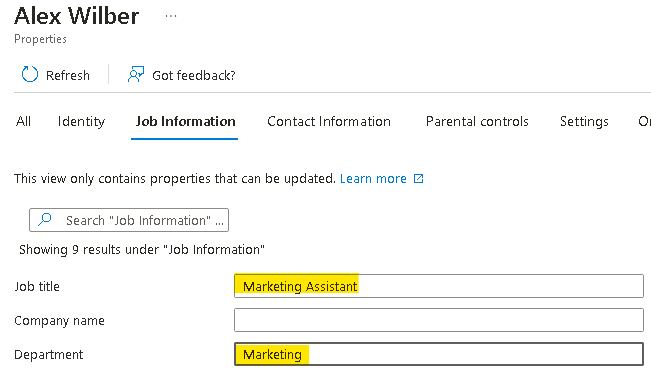 Alex Wilber ...
Properties
Refresh Got feedback?
All Identity Job Information Contact Information Parental controls Settings
This view only contains properties that can be updated. Learn more
Search "Job Information" ...
Showing 9 results under "Job Information"
Job title Marketing Assistant
Company name
Department Marketing